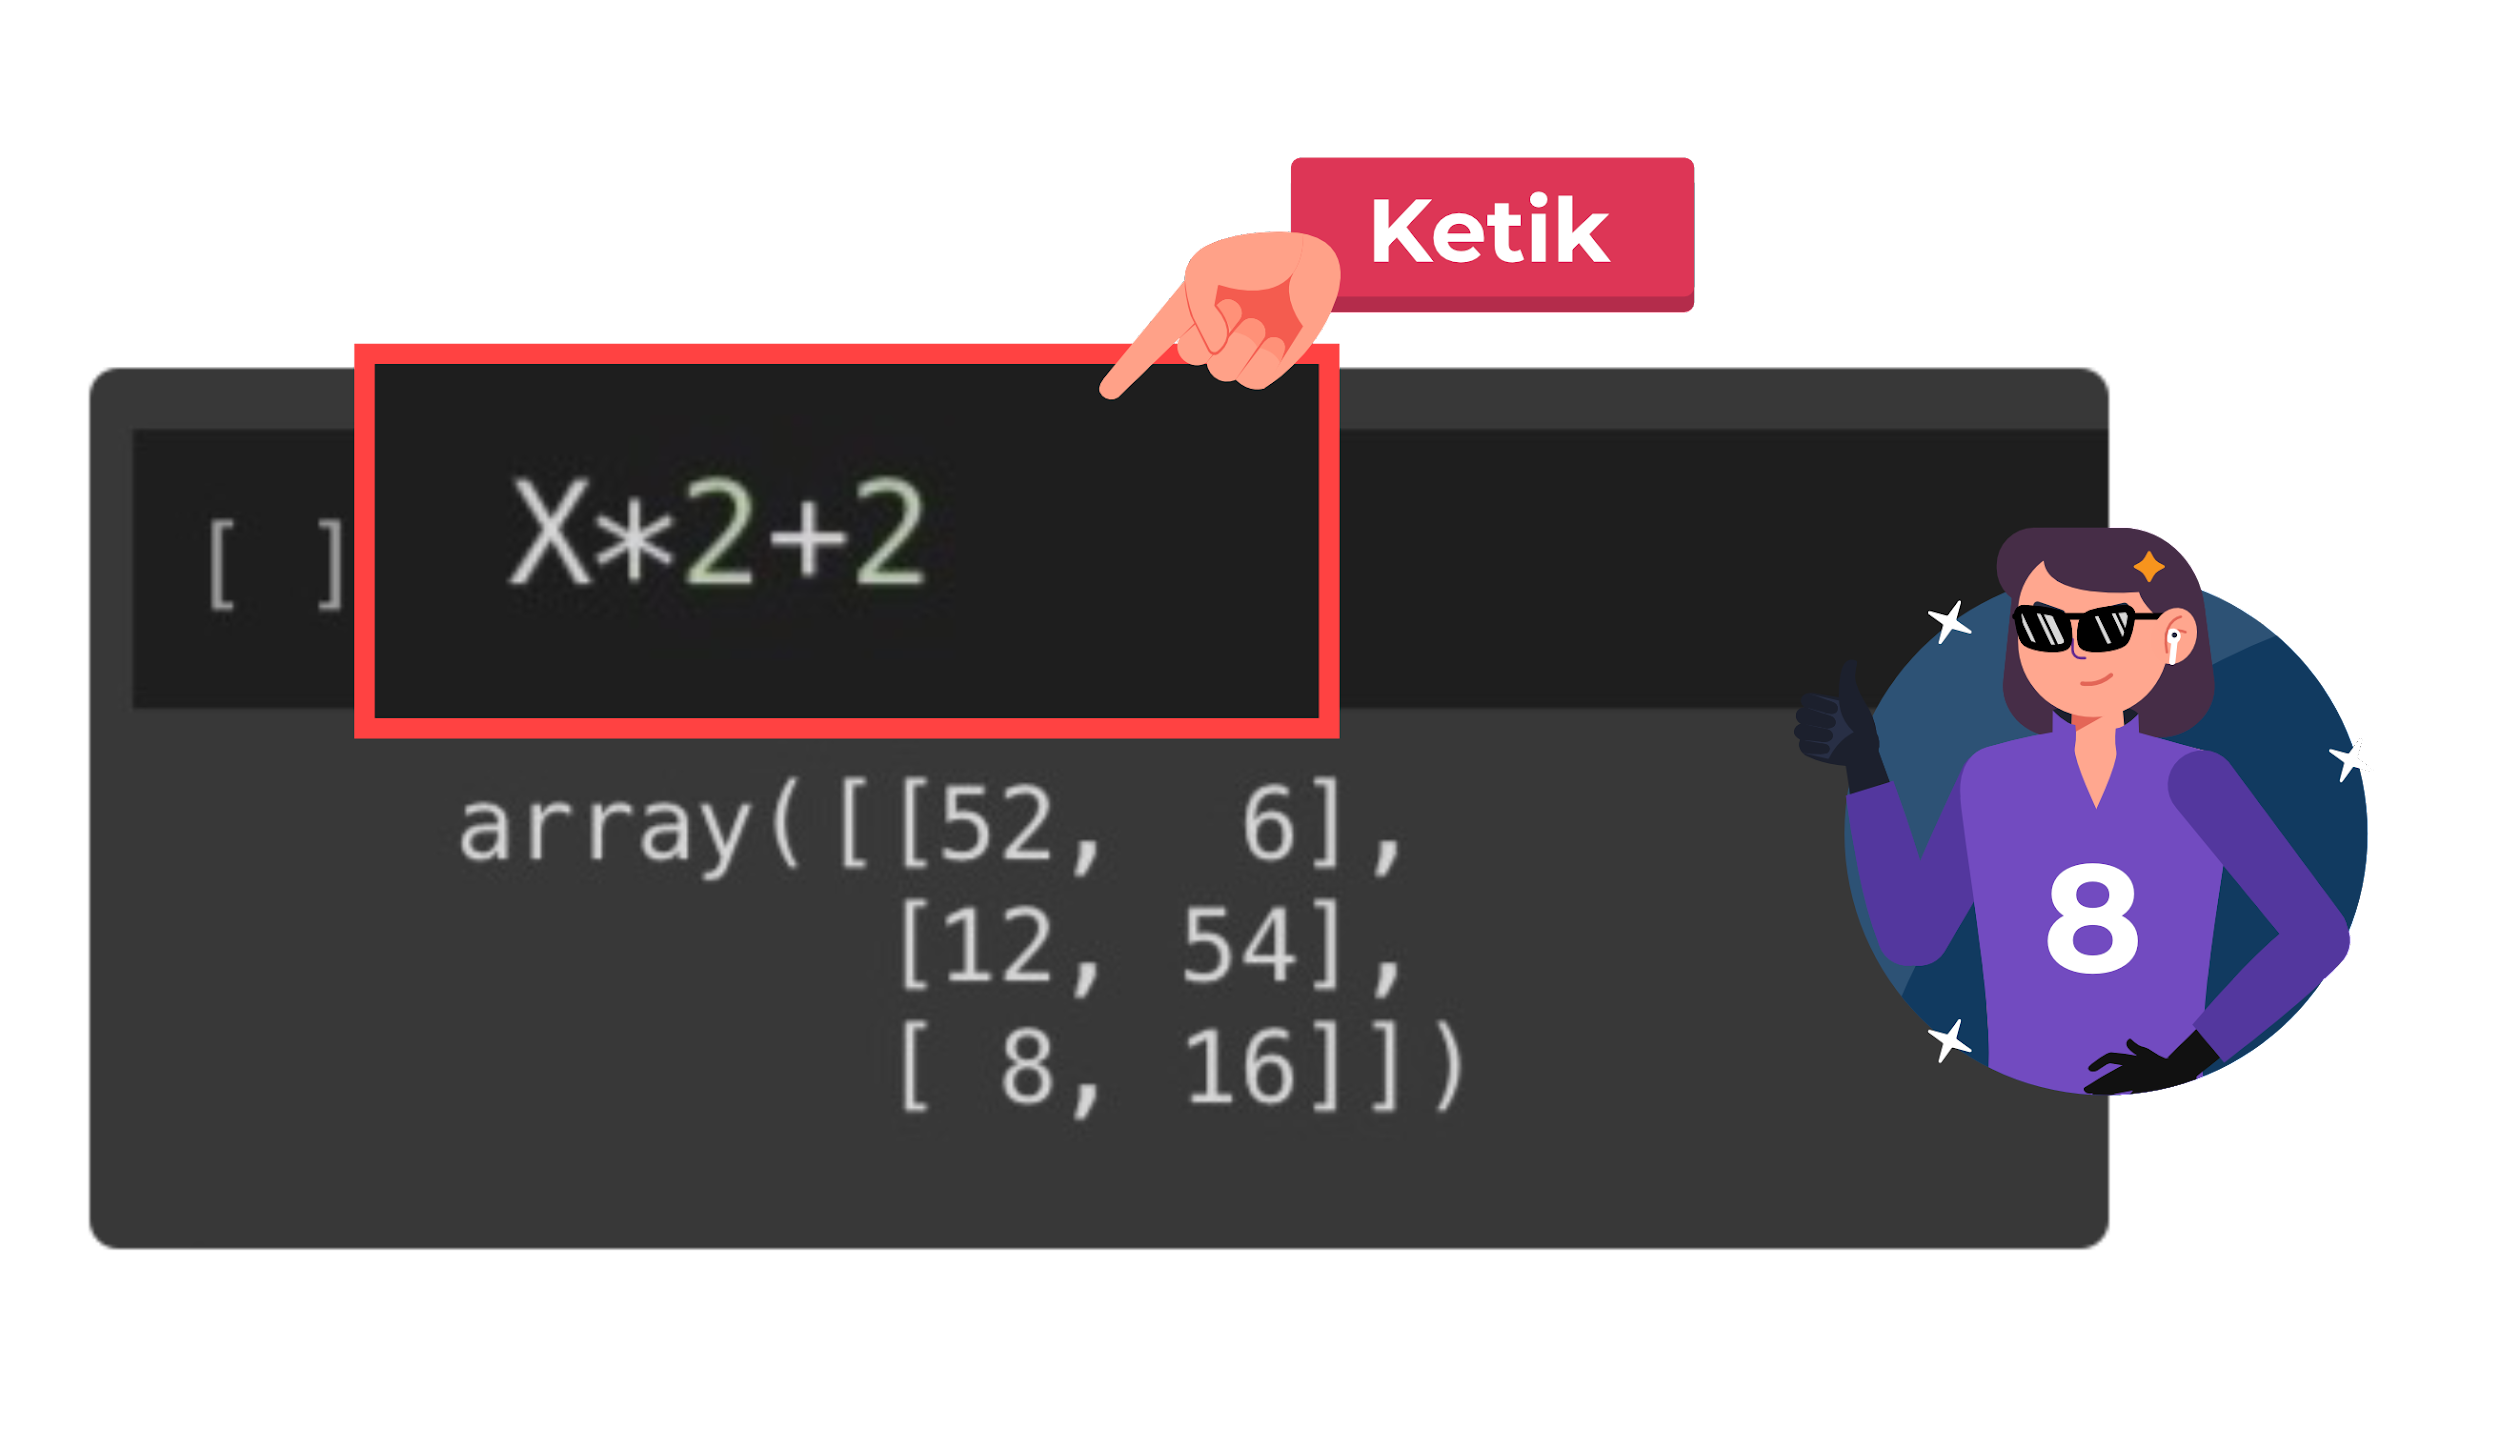 Ketik
[ ] X*2+2
array([[52,  6],
[12, 54],
[ 8, 16]])
8